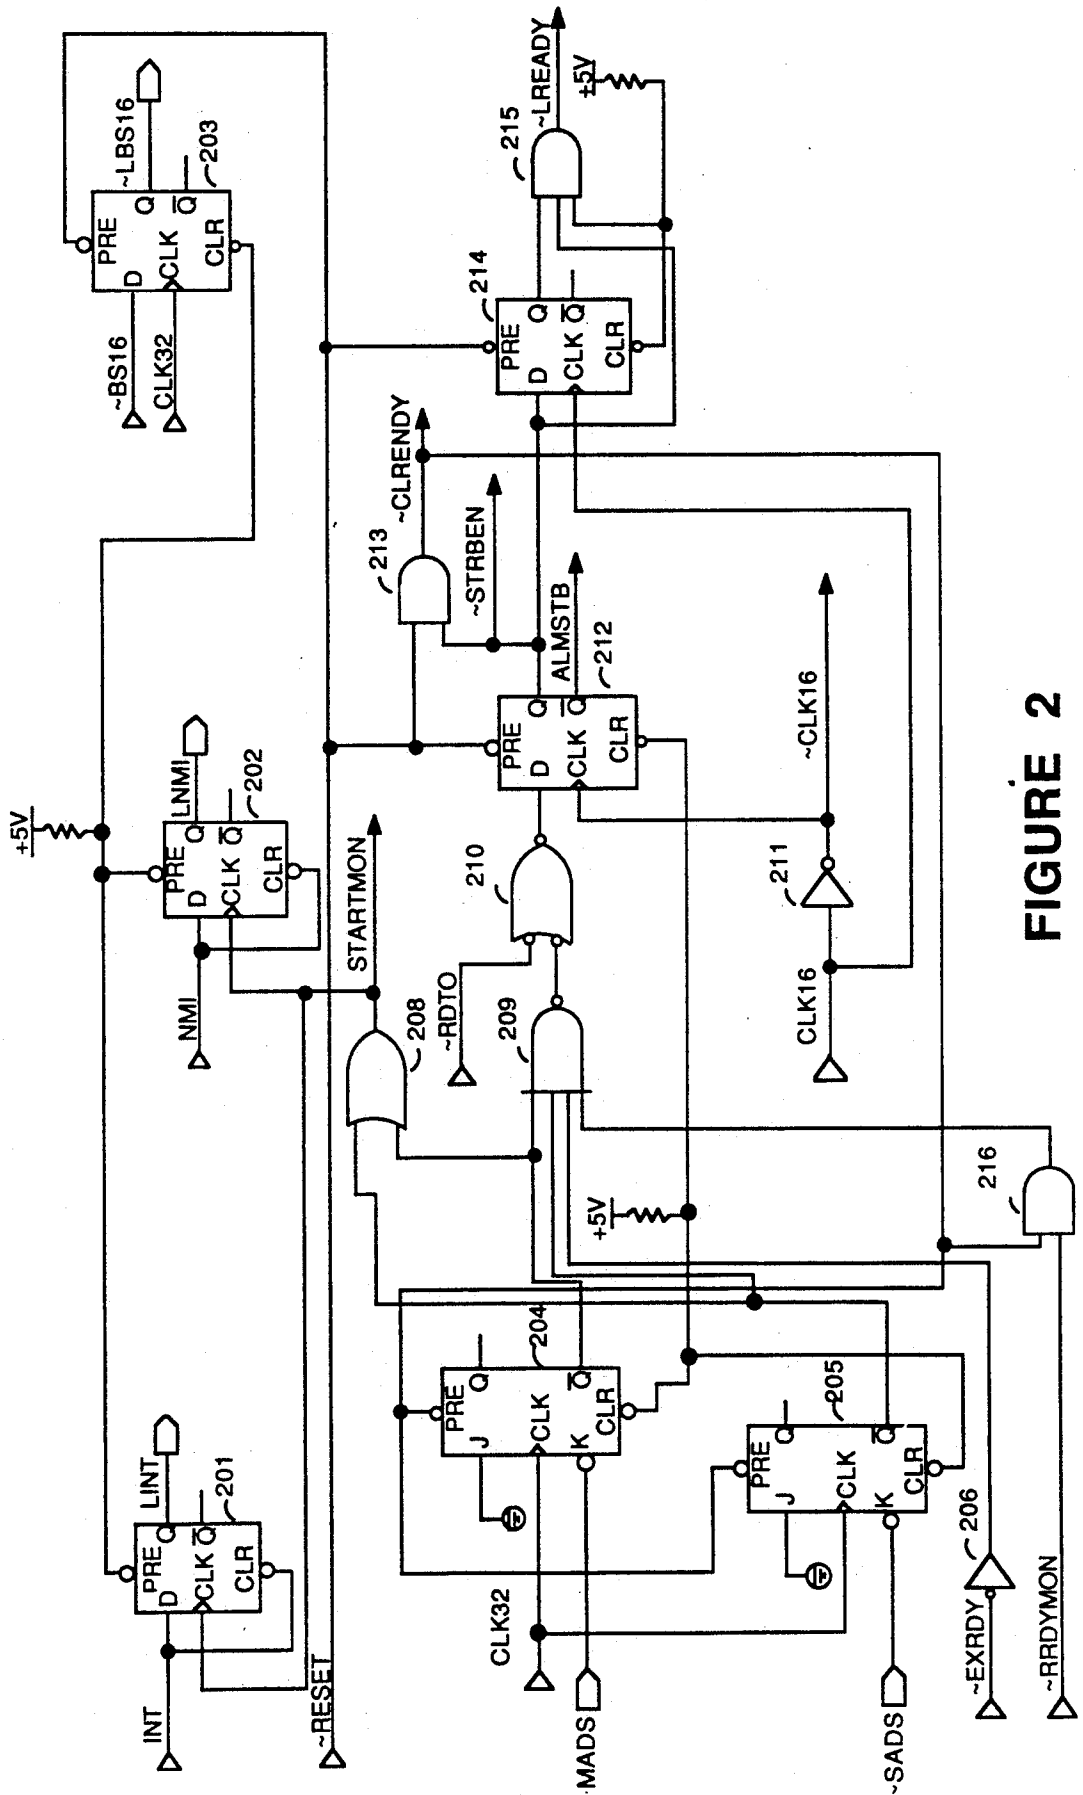 INT
D
PRE
CLK
CLR
Q
Q
LINT
201
+5V
NMI
D
PRE
CLK
CLR
Q
Q
LNMI
202
~BS16
CLK32
D
PRE
CLK
CLR
Q
Q
~LBS16
203
~RESET
STARTMON
208
~CLRENDY
213
~STRBEN
ALMSTB
~RDTO
209
210
D
PRE
CLK
CLR
Q
Q
212
D
PRE
CLK
CLR
Q
Q
214
215
~LREADY
+5V
CLK32
MADS
J
PRE
CLK
K
CLR
Q
Q
204
+5V
~SADS
J
PRE
CLK
K
CLR
Q
Q
205
CLK16
211
~CLK16
~EXRDY
206
~RRDYMON
216
FIGURE 2